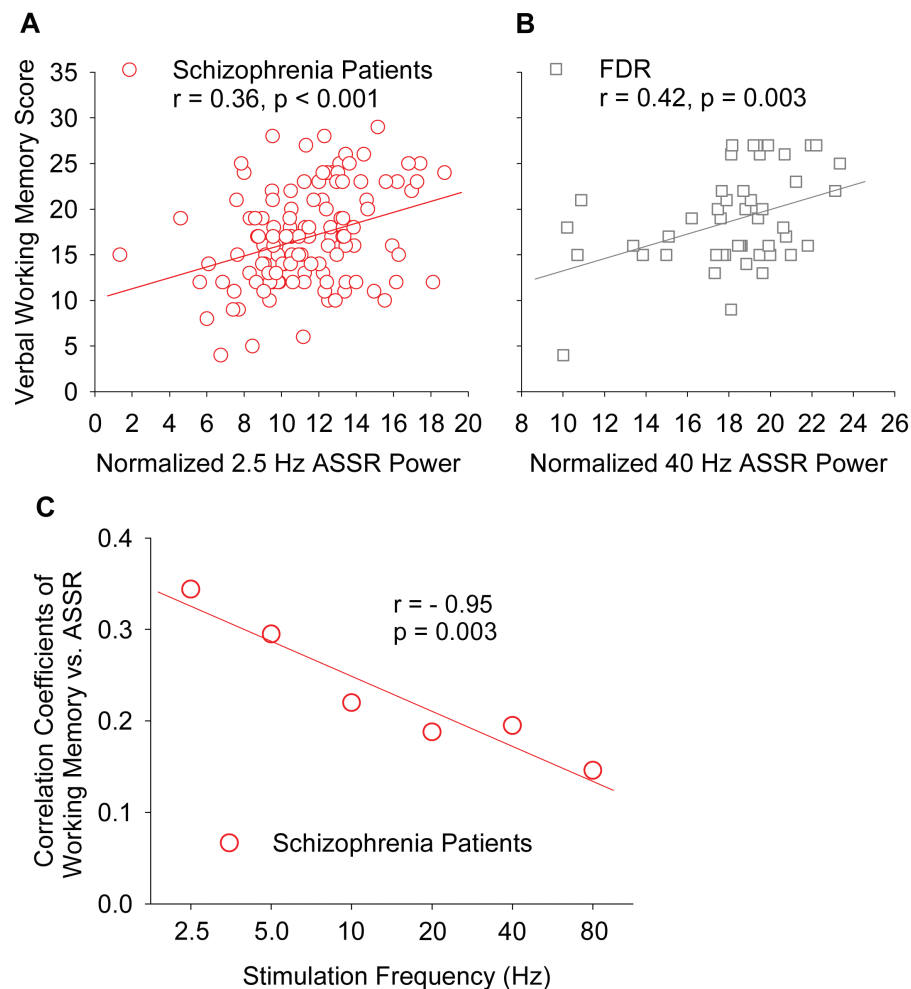 A
Schizophrenia Patients
r = 0.36, p < 0.001
Verbal Working Memory Score
35
30
25
20
15
10
5
0
0 2 4 6 8 10 12 14 16 18 20
Normalized 2.5 Hz ASSR Power
B
FDR
r = 0.42, p = 0.003
8 10 12 14 16 18 20 22 24 26
Normalized 40 Hz ASSR Power
C
Correlation Coefficients of
Working Memory vs. ASSR
0.4
0.3
0.2
0.1
0.0
r = - 0.95
p = 0.003
Schizophrenia Patients
2.5 5.0 10 20 40 80
Stimulation Frequency (Hz)